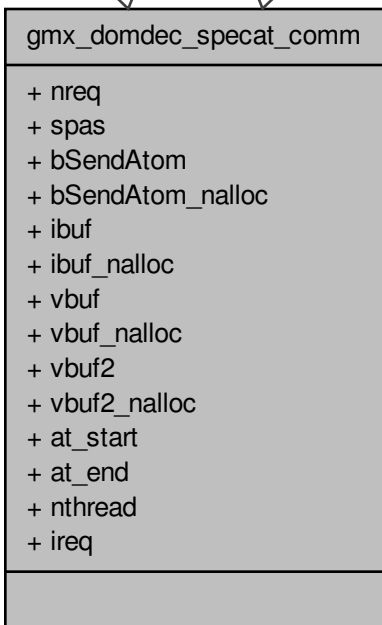 gmx_domdec_specat_comm
+ nreq
+ spas
+ bSendAtom
+ bSendAtom_nalloc
+ ibuf
+ ibuf_nalloc
+ vbuf
+ vbuf_nalloc
+ vbuf2
+ vbuf2_nalloc
+ at_start
+ at_end
+ nthread
+ ireq